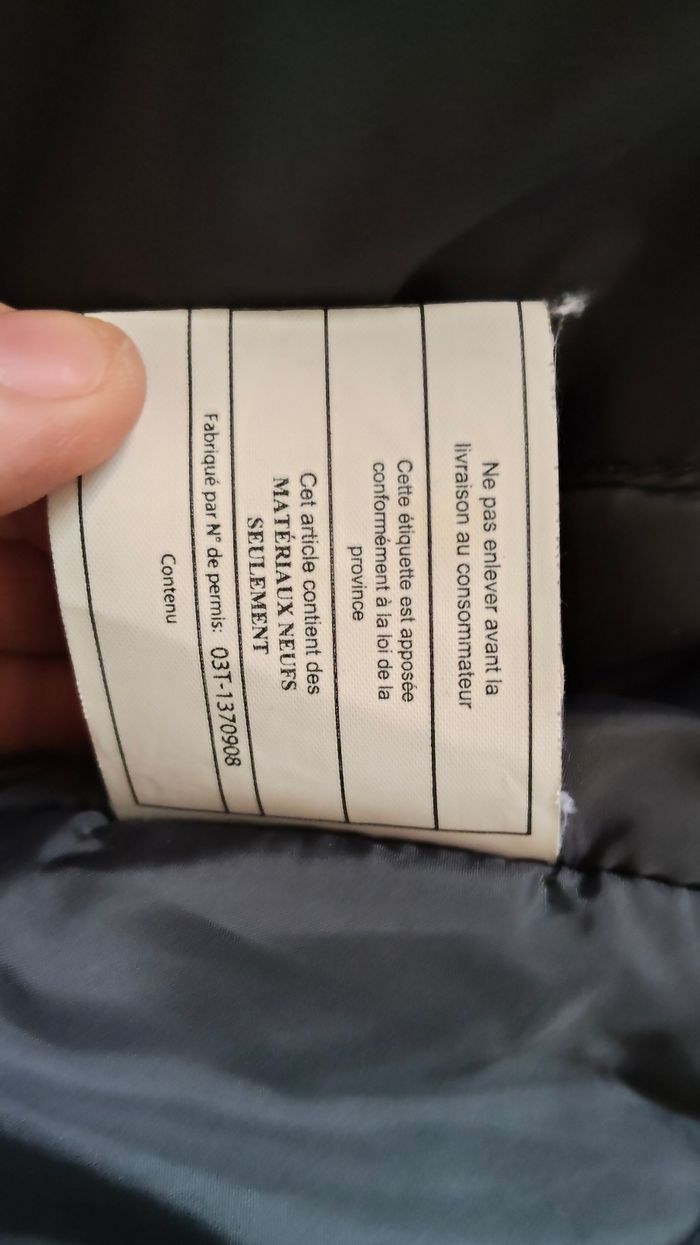 Ne pas enlever avant la
livraison au consommateur
Cette étiquette est apposée
conformément à la loi de la
province
Cet article contient des
MATÉRIAUX NEUFS
SEULEMENT
Fabriqué par N° de permis: 03T-1370908
Contenu